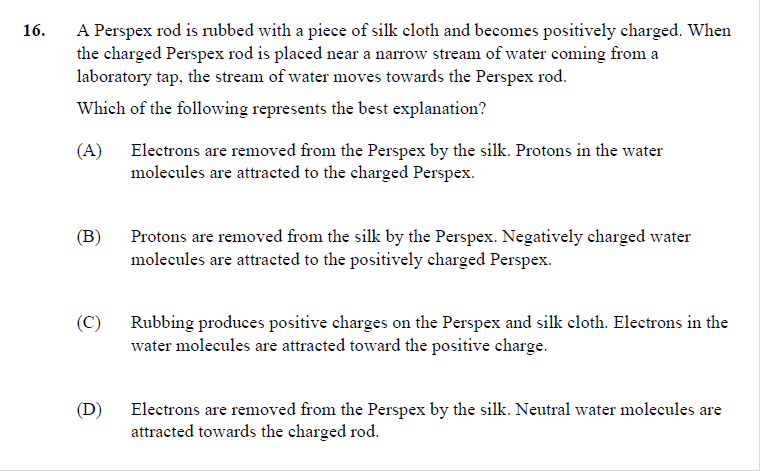 16. A Perspex rod is rubbed with a piece of silk cloth and becomes positively charged. When
the charged Perspex rod is placed near a narrow stream of water coming from a
laboratory tap, the stream of water moves towards the Perspex rod.
Which of the following represents the best explanation?
(A) Electrons are removed from the Perspex by the silk. Protons in the water
molecules are attracted to the charged Perspex.
(B) Protons are removed from the silk by the Perspex. Negatively charged water
molecules are attracted to the positively charged Perspex.
(C) Rubbing produces positive charges on the Perspex and silk cloth. Electrons in the
water molecules are attracted toward the positive charge.
(D) Electrons are removed from the Perspex by the silk. Neutral water molecules are
attracted towards the charged rod.